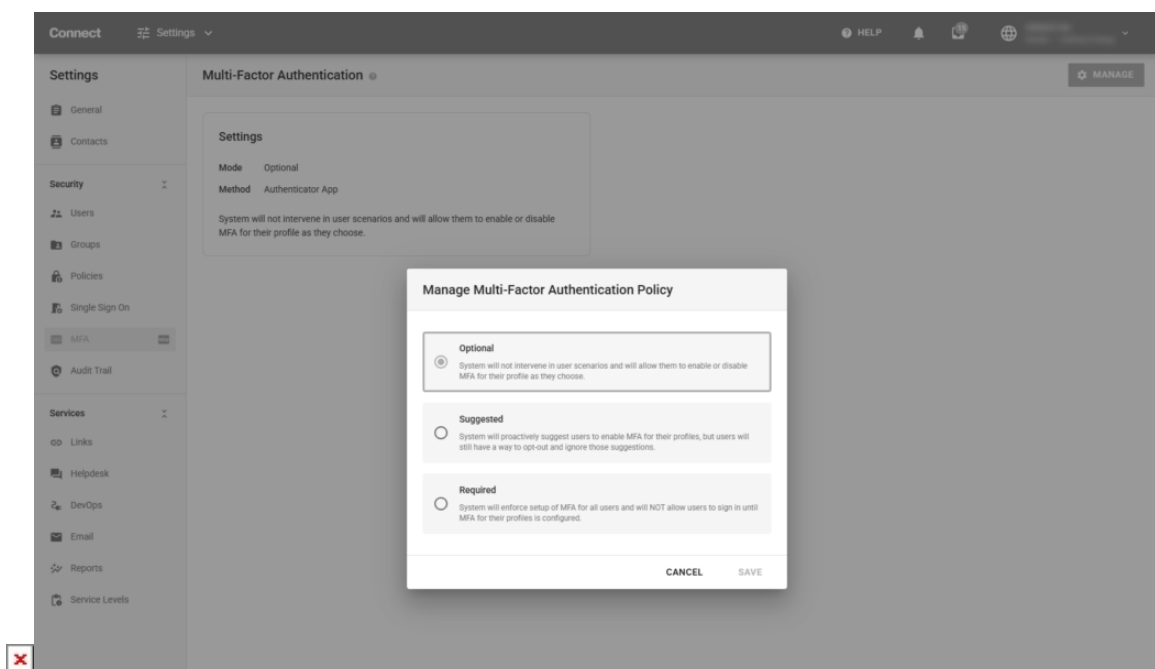 Connect Settings HELP
Settings
Multi-Factor Authentication
MANAGE
General
Contacts
Security
Users
Groups
Policies
Single Sign On
MFA
Audit Trail
Services
Links
Helpdesk
DevOps
Email
Reports
Service Levels
Settings
Mode Optional
Method Authenticator App
System will not intervene in user scenarios and will allow them to enable or disable
MFA for their profile as they choose.
Manage Multi-Factor Authentication Policy
Optional
System will not intervene in user scenarios and will allow them to enable or disable
MFA for their profile as they choose.
Suggested
System will proactively suggest users to enable MFA for their profiles, but users will
still have a way to opt-out and ignore those suggestions.
Required
System will enforce setup of MFA for all users and will NOT allow users to sign in until
MFA for their profiles is configured.
CANCEL SAVE